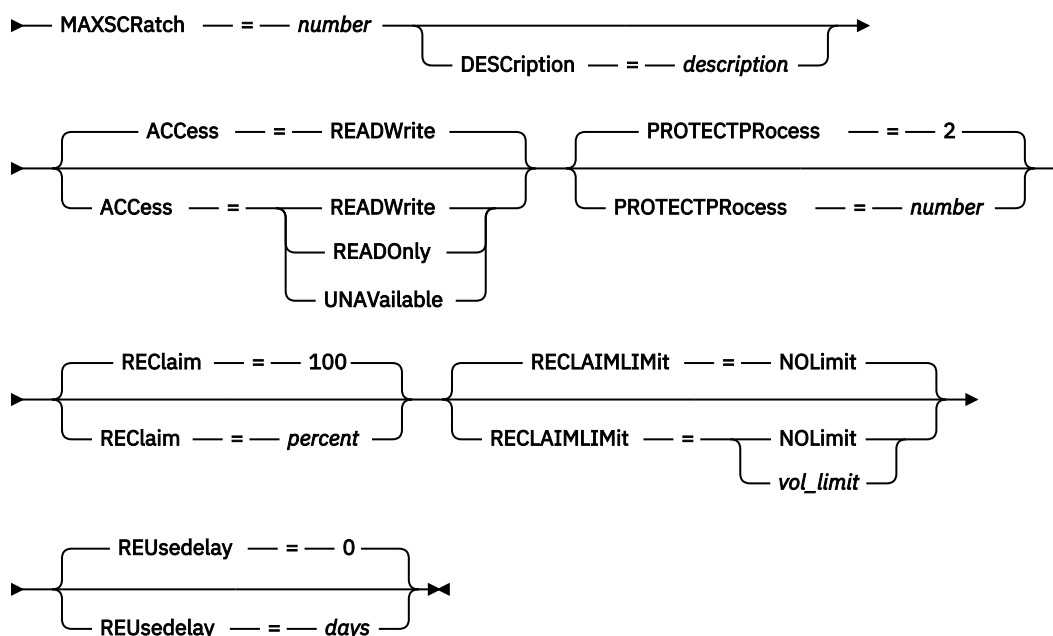 MAXSCRatch = number
DESCription = description
ACCess = READWrite PROTECTPRocess = 2
ACCess = READWrite PROTECTPRocess = number
READOnly
UNAVailable
REClaim = 100 RECLAIMLIMit = NOLimit
REClaim = percent RECLAIMLIMit = NOLimit
vol_limit
REUsedelay = 0
REUsedelay = days